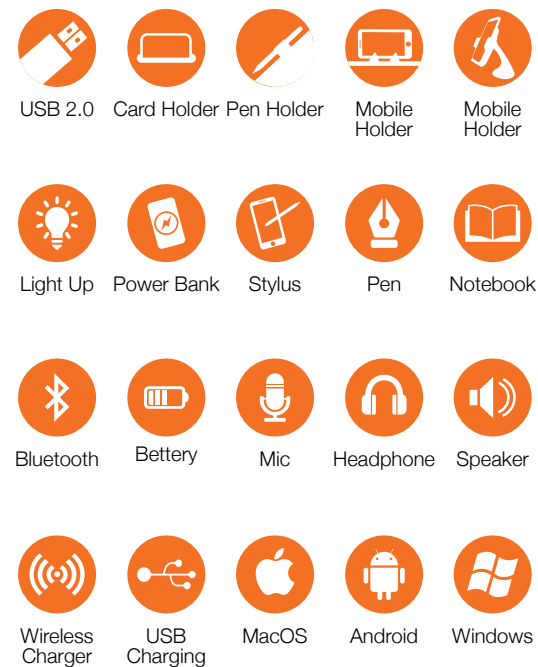 USB 2.0 Card Holder Pen Holder Mobile Mobile
Holder Holder
Light Up Power Bank Stylus Pen Notebook
Bluetooth Bettery Mic Headphone Speaker
Wireless USB MacOS Android Windows
Charger Charging